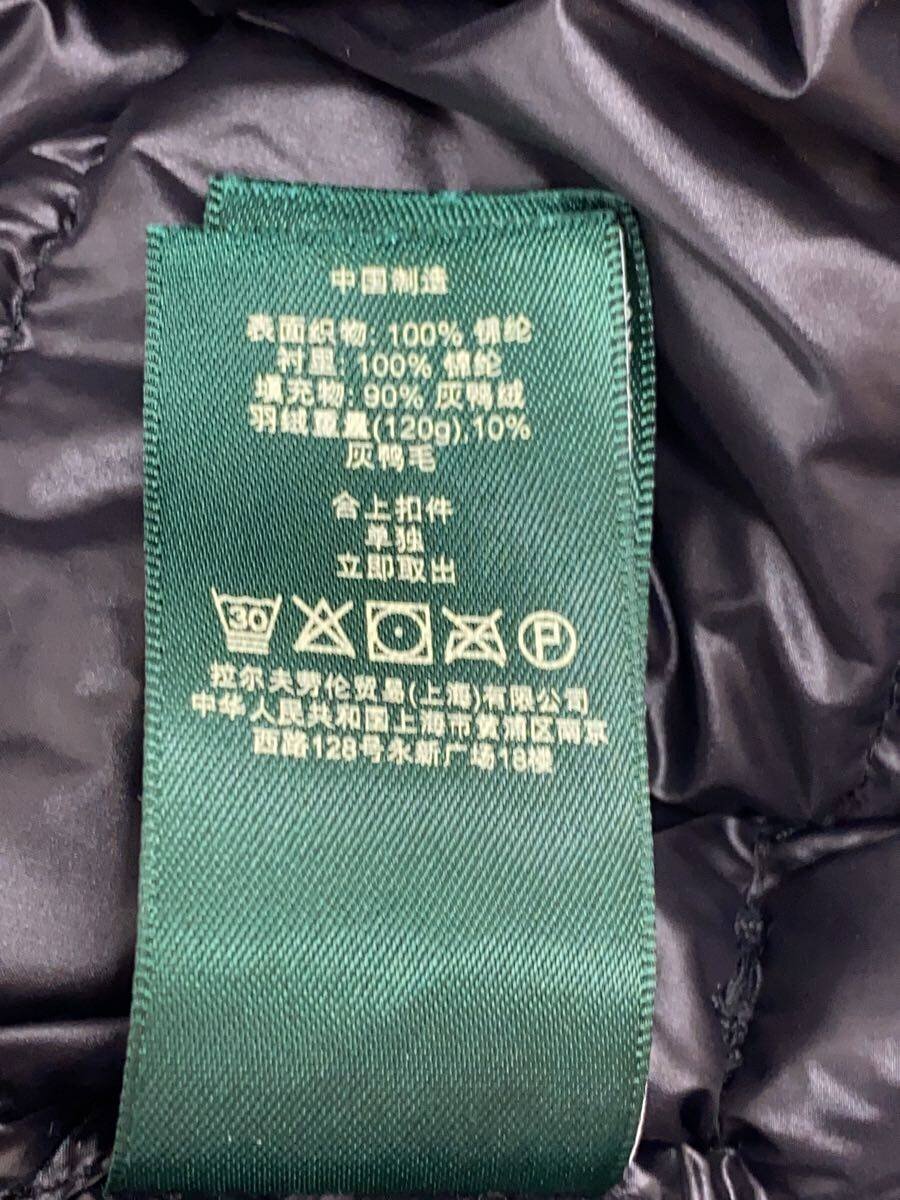 中国制造
表面织物: 100% 锦纶
衬里: 100% 锦纶
填充物: 90% 灰鸭绒
羽绒重量(120g),10%
灰鸭毛
合上扣件
单独
立即取出
30
P
拉尔夫劳伦贸易(上海)有限公司
中华人民共和国上海市黄浦区南京
西路128号永新广场18楼